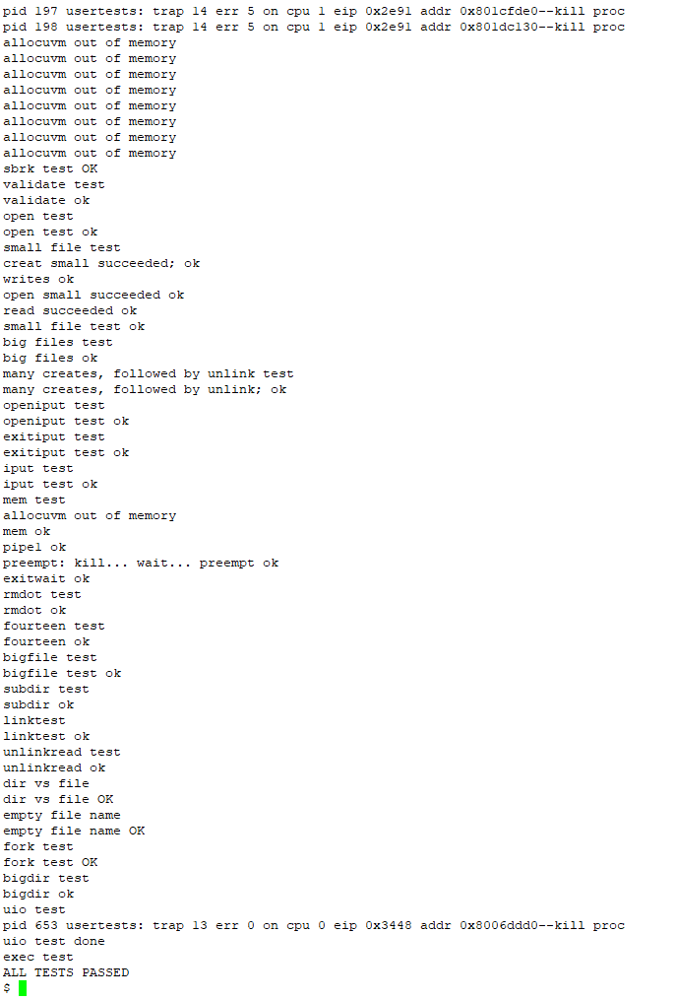 pid 197 usertests: trap 14 err 5 on cpu 1 eip 0x2e91 addr 0x801cfde0--kill proc
pid 198 usertests: trap 14 err 5 on cpu 1 eip 0x2e91 addr 0x801dc130--kill proc
allocuvm out of memory
allocuvm out of memory
allocuvm out of memory
allocuvm out of memory
allocuvm out of memory
allocuvm out of memory
allocuvm out of memory
allocuvm out of memory
sbrk test OK
validate test
validate ok
open test
open test ok
small file test
creat small succeeded; ok
writes ok
open small succeeded ok
read succeeded ok
small file test ok
big files test
big files ok
many creates, followed by unlink test
many creates, followed by unlink; ok
openiput test
openiput test ok
exitiput test
exitiput test ok
iput test
iput test ok
mem test
allocuvm out of memory
mem ok
pipe1 ok
preempt: kill... wait... preempt ok
exitwait ok
rmdot test
rmdot ok
fourteen test
fourteen ok
bigfile test
bigfile test ok
subdir test
subdir ok
linktest
linktest ok
unlinkread test
unlinkread ok
dir vs file
dir vs file OK
empty file name
empty file name OK
fork test
fork test OK
bigdir test
bigdir ok
uio test
pid 653 usertests: trap 13 err 0 on cpu 0 eip 0x3448 addr 0x8006ddd0--kill proc
uio test done
exec test
ALL TESTS PASSED
$